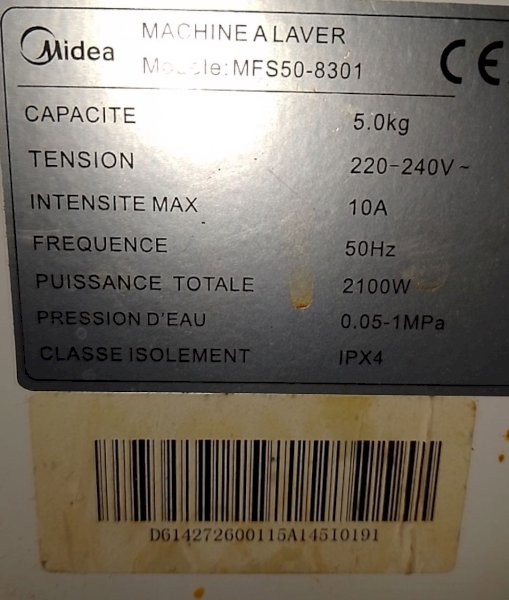 Midea
MACHINE A LAVER
Modele: MFS50-8301
CE
CAPACITE 5.0kg
TENSION 220-240V~
INTENSITE MAX 10A
FREQUENCE 50Hz
PUISSANCE TOTALE 2100W
PRESSION D'EAU 0.05-1MPa
CLASSE ISOLEMENT IPX4
D614272600115A14510191